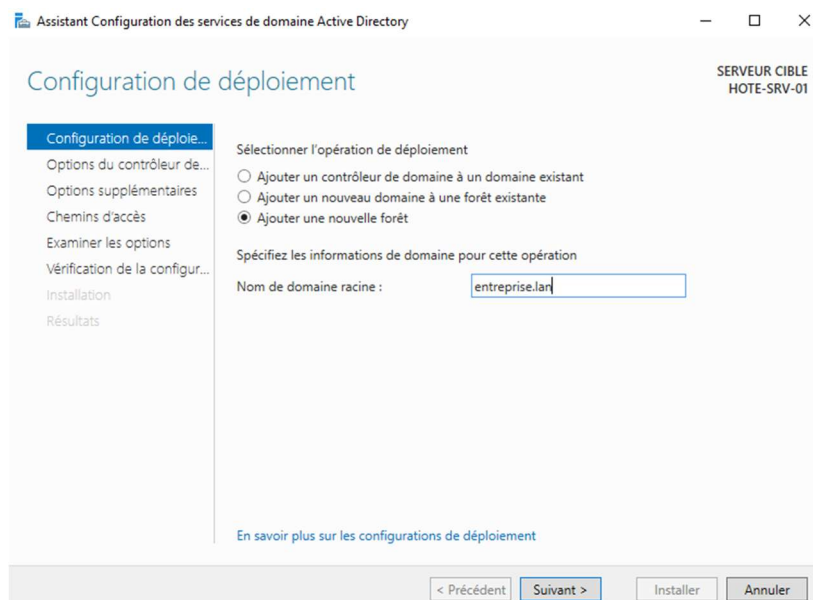 Assistant Configuration des services de domaine Active Directory
Configuration de déploiement
SERVEUR CIBLE
HOTE-SRV-01
Configuration de déploie...
Options du contrôleur de...
Options supplémentaires
Chemins d'accès
Examiner les options
Vérification de la configur...
Installation
Résultats
Sélectionner l'opération de déploiement
Ajouter un contrôleur de domaine à un domaine existant
Ajouter un nouveau domaine à une forêt existante
Ajouter une nouvelle forêt
Spécifiez les informations de domaine pour cette opération
Nom de domaine racine : entreprise.lan
En savoir plus sur les configurations de déploiement
< Précédent Suivant > Installer Annuler